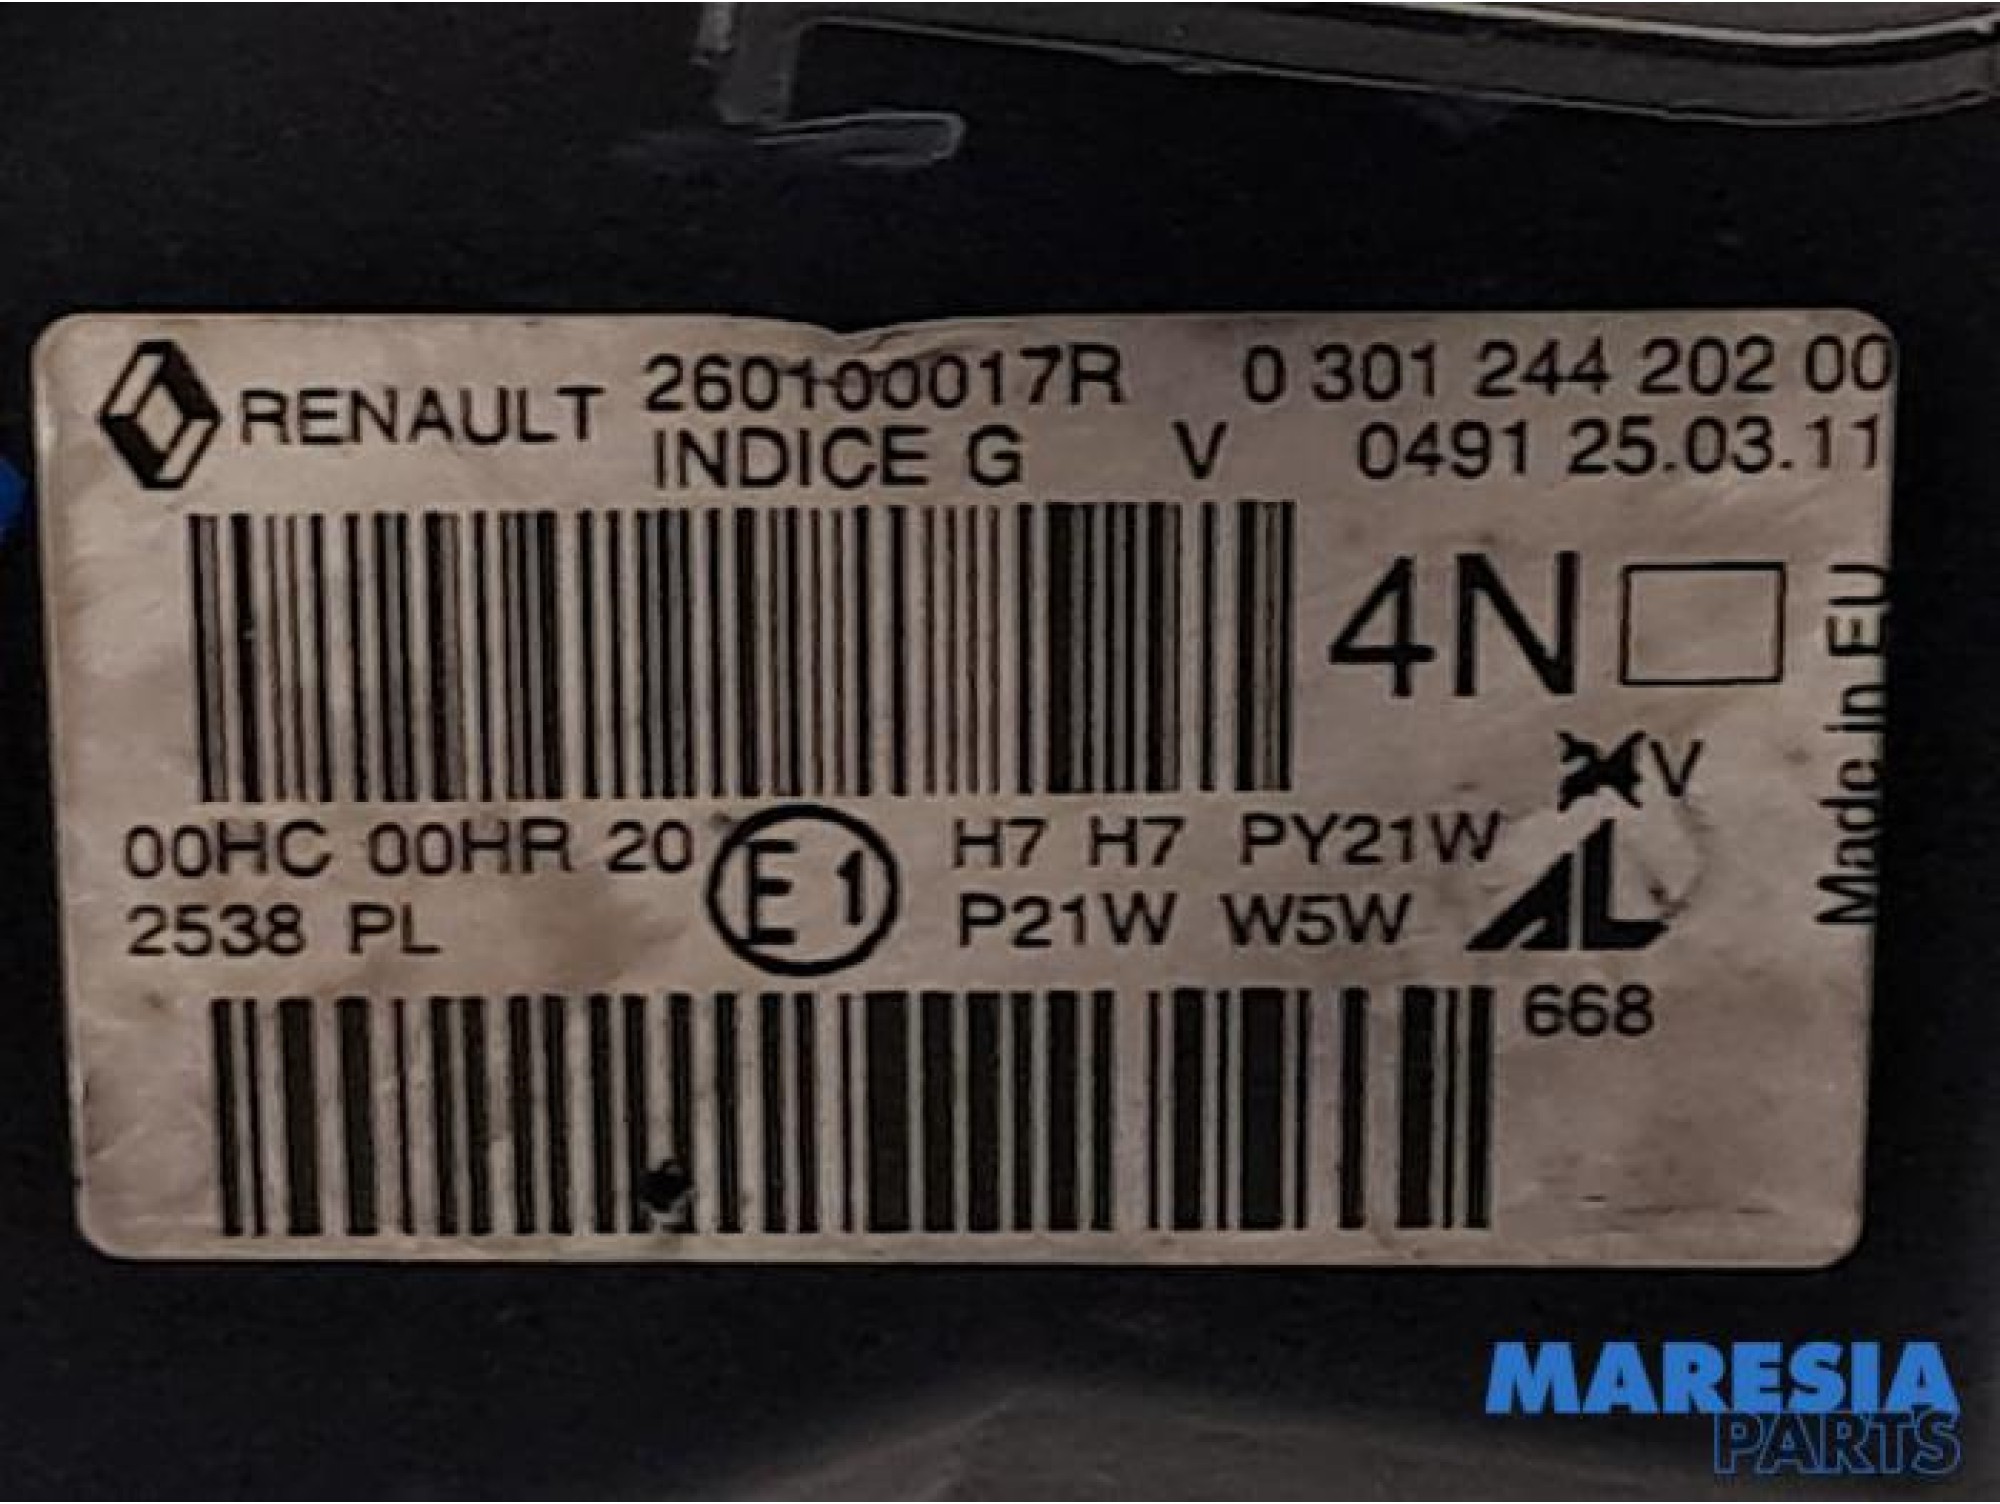 RENAULT 260100017R 0 301 244 202 00
INDICE G V 0491 25.03.11
4N
Made in EU
V
00HC 00HR 20 E1 H7 H7 PY21W
2538 PL P21W W5W AL
668
MARESIA
PARTS